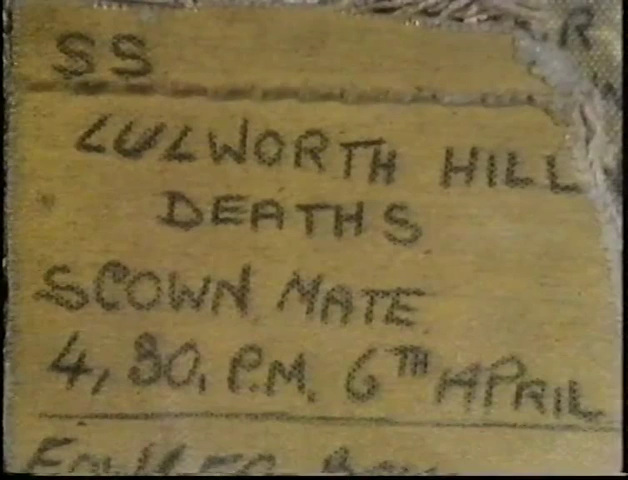 SS
LULWORTH HILL
DEATHS
SCOWN MATE
4,30. P.M. 6TH APRIL